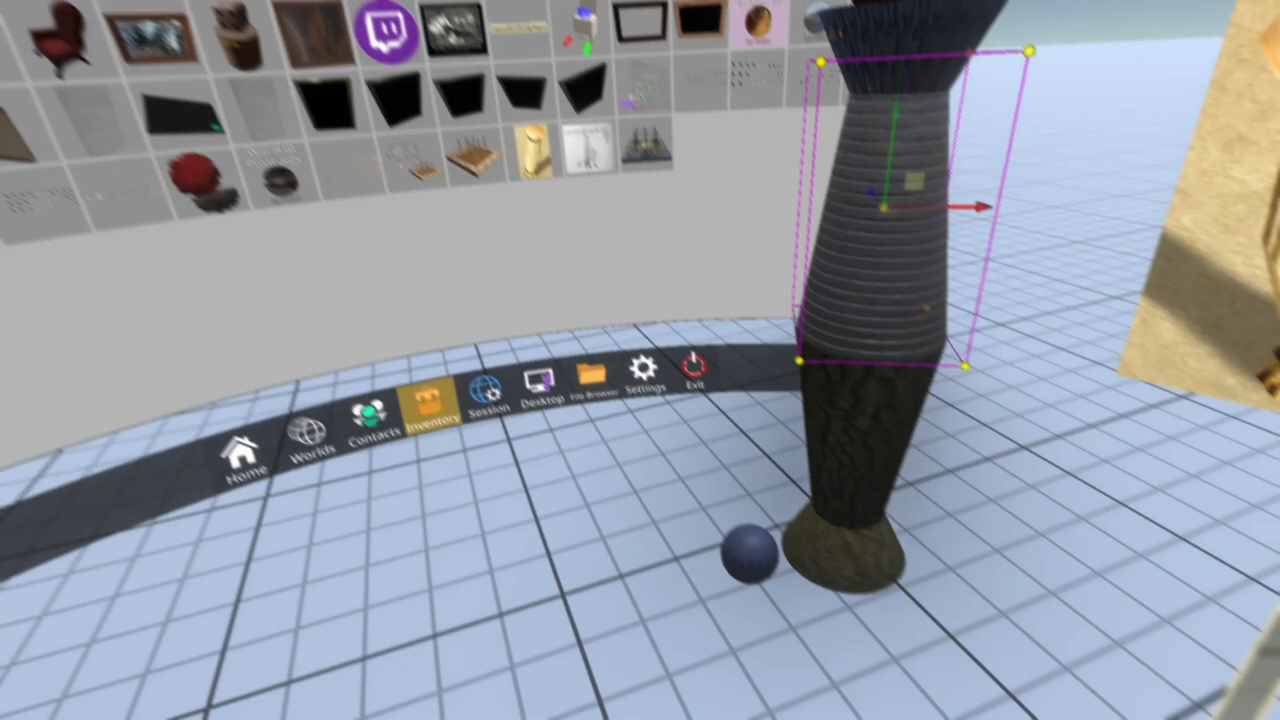 Home
Worlds
Contacts
Inventory
Session
Desktop
File Browser
Settings
Exit